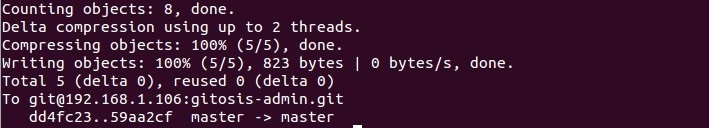 Counting objects: 8, done.
Delta compression using up to 2 threads.
Compressing objects: 100% (5/5), done.
Writing objects: 100% (5/5), 823 bytes | 0 bytes/s, done.
Total 5 (delta 0), reused 0 (delta 0)
To git@192.168.1.106:gitosis-admin.git
   dd4fc23..59aa2cf  master -> master